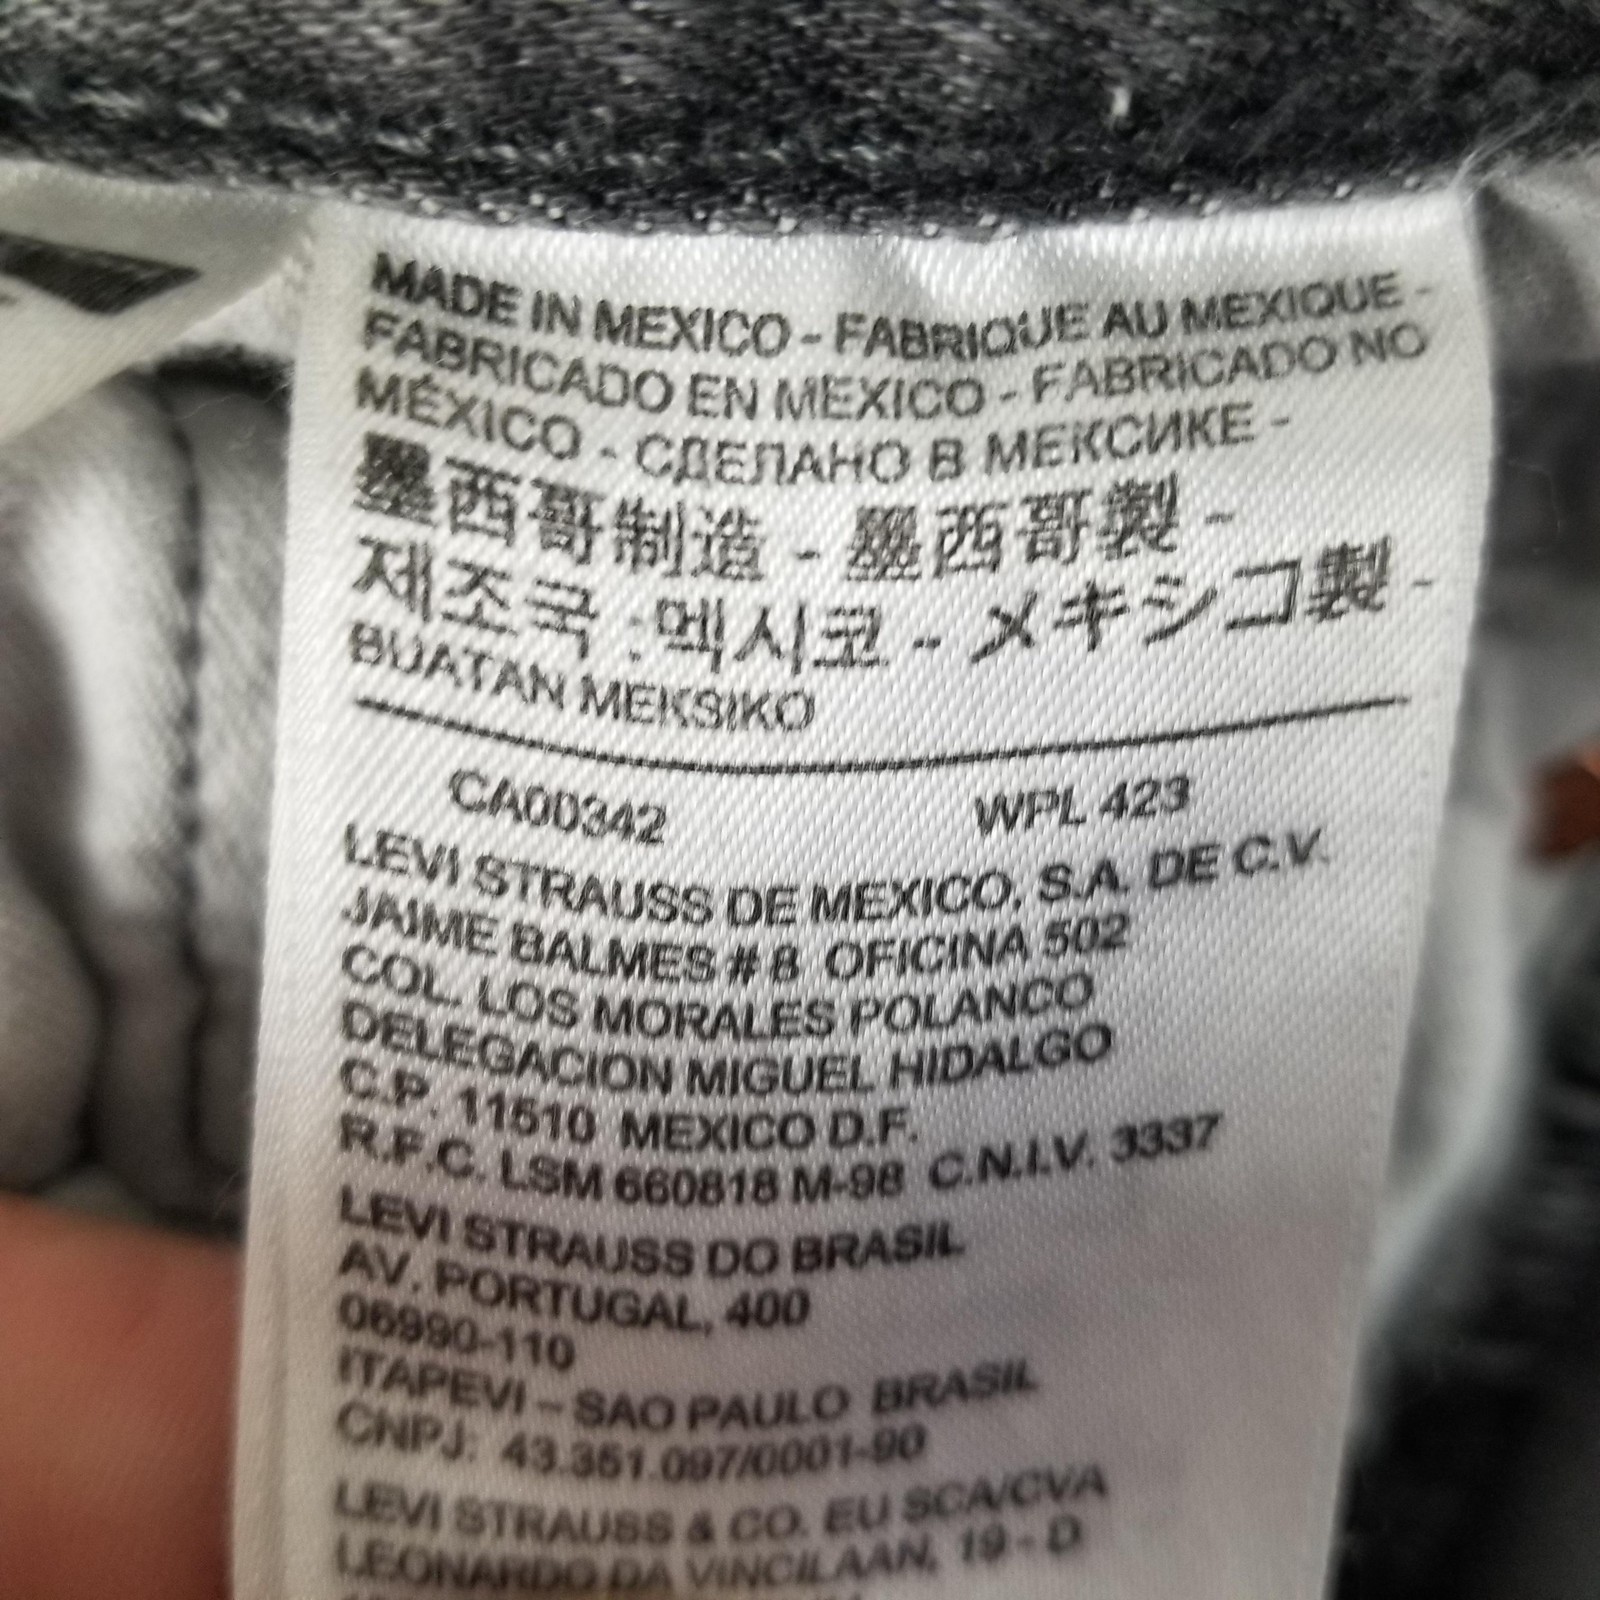 MADE IN MEXICO - FABRIQUE AU MEXIQUE -
FABRICADO EN MEXICO - FABRICADO NO
MÉXICO - СДЕЛАНО В МЕКСИКЕ -
墨西哥制造 - 墨西哥製 -
제조국 : 멕시코 - メキシコ製 -
BUATAN MEKSIKO
CA00342 WPL 423
LEVI STRAUSS DE MEXICO, S.A. DE C.V.
JAIME BALMES # 8 OFICINA 502
COL. LOS MORALES POLANCO
DELEGACION MIGUEL HIDALGO
C.P. 11510 MEXICO D.F.
R.F.C. LSM 660818 M-98 C.N.I.V. 3337
LEVI STRAUSS DO BRASIL
AV. PORTUGAL, 400
06990-110
ITAPEVI – SAO PAULO BRASIL
CNPJ: 43.351.097/0001-90
LEVI STRAUSS & CO. EU SCA/CVA
LEONARDO DA VINCILAAN, 19 - D